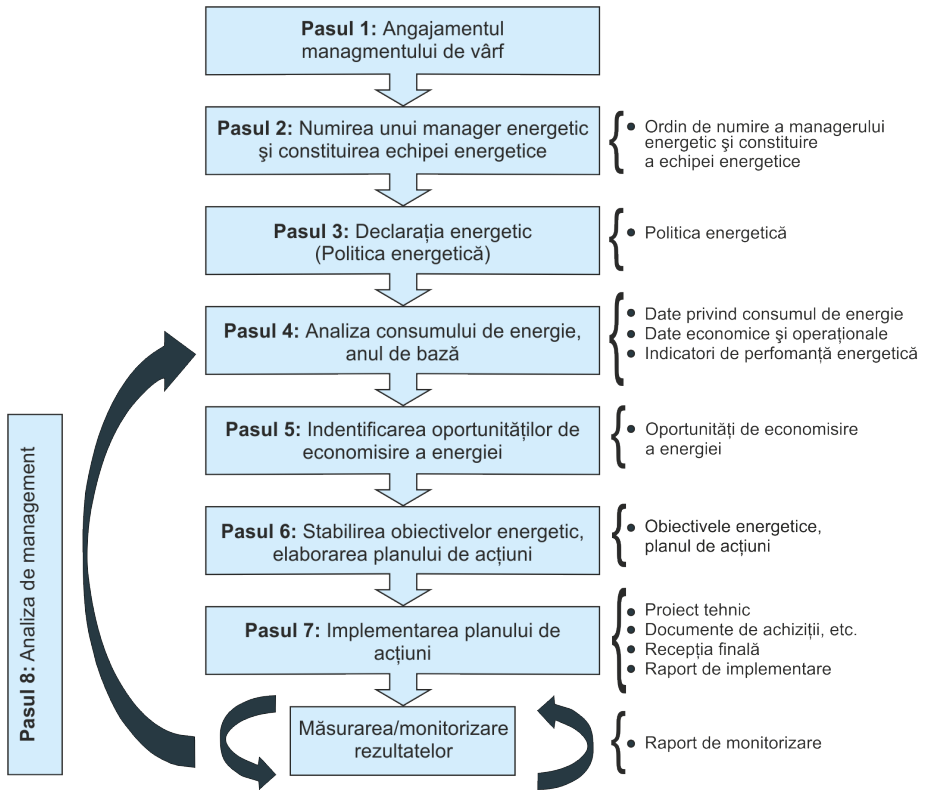 Pasul 1: Angajamentul
managmentului de vârf
Pasul 2: Numirea unui manager energetic
şi constituirea echipei energetice
• Ordin de numire a managerului
energetic şi constituire
a echipei energetice
Pasul 3: Declarația energetic
(Politica energetică)
• Politica energetică
Pasul 4: Analiza consumului de energie,
anul de bază
• Date privind consumul de energie
• Date economice şi operaționale
• Indicatori de perfomanță energetică
Pasul 5: Indentificarea oportunităților de
economisire a energiei
• Oportunități de economisire
a energiei
Pasul 6: Stabilirea obiectivelor energetic,
elaborarea planului de acțiuni
• Obiectivele energetice,
planul de acțiuni
Pasul 7: Implementarea planului de
acțiuni
• Proiect tehnic
• Documente de achiziții, etc.
• Recepția finală
• Raport de implementare
Măsurarea/monitorizare
rezultatelor
• Raport de monitorizare
Pasul 8: Analiza de management